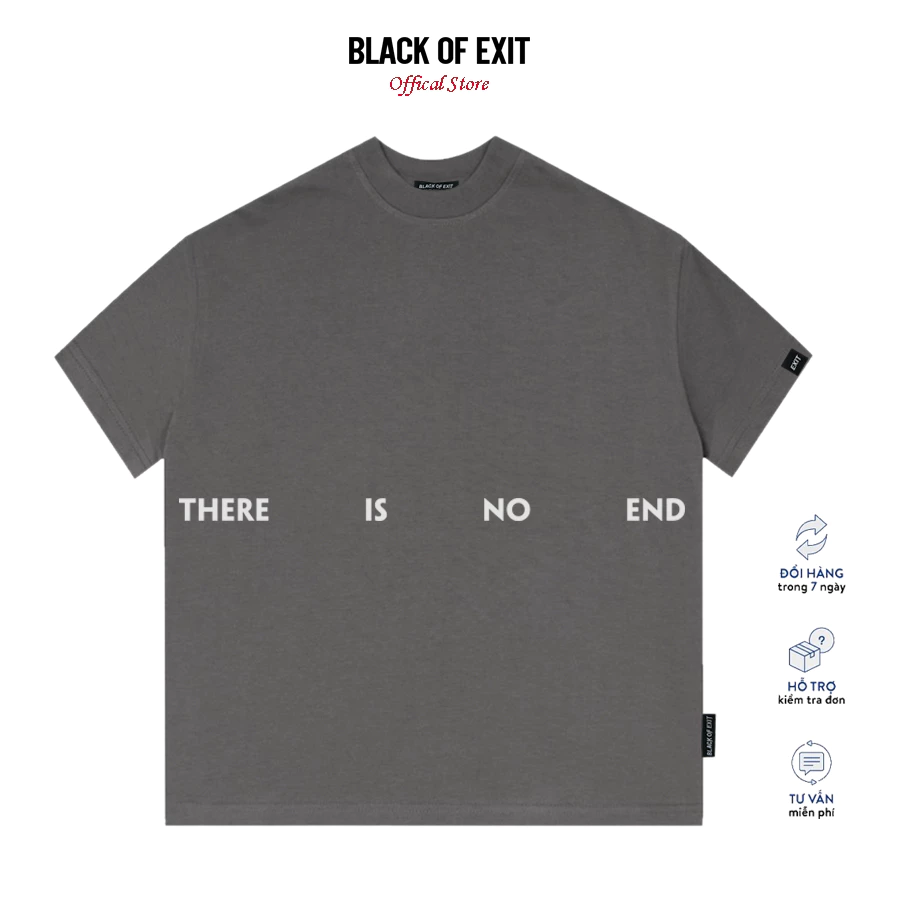 BLACK OF EXIT
Offical Store
BLACK OF EXIT
EXIT
THERE IS NO END
ĐỔI HÀNG
trong 7 ngày
?
HỖ TRỢ
kiểm tra đơn
BLACK OF EXIT
TƯ VẤN
miễn phí